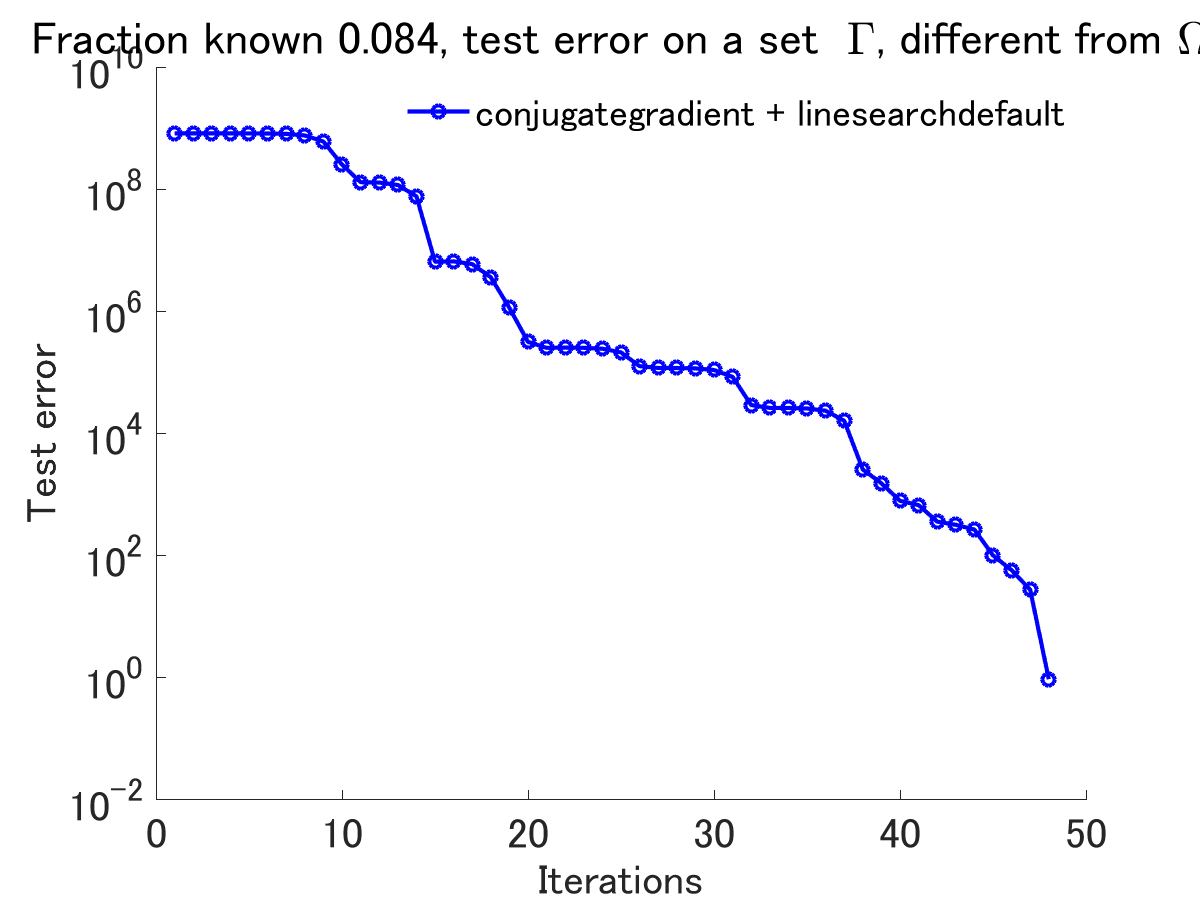 Fraction known 0.084, test error on a set Γ, different from Ω
10^10
conjugategradient + linesearchdefault
10^8
10^6
10^4
10^2
10^0
10^-2
Test error
0 10 20 30 40 50
Iterations